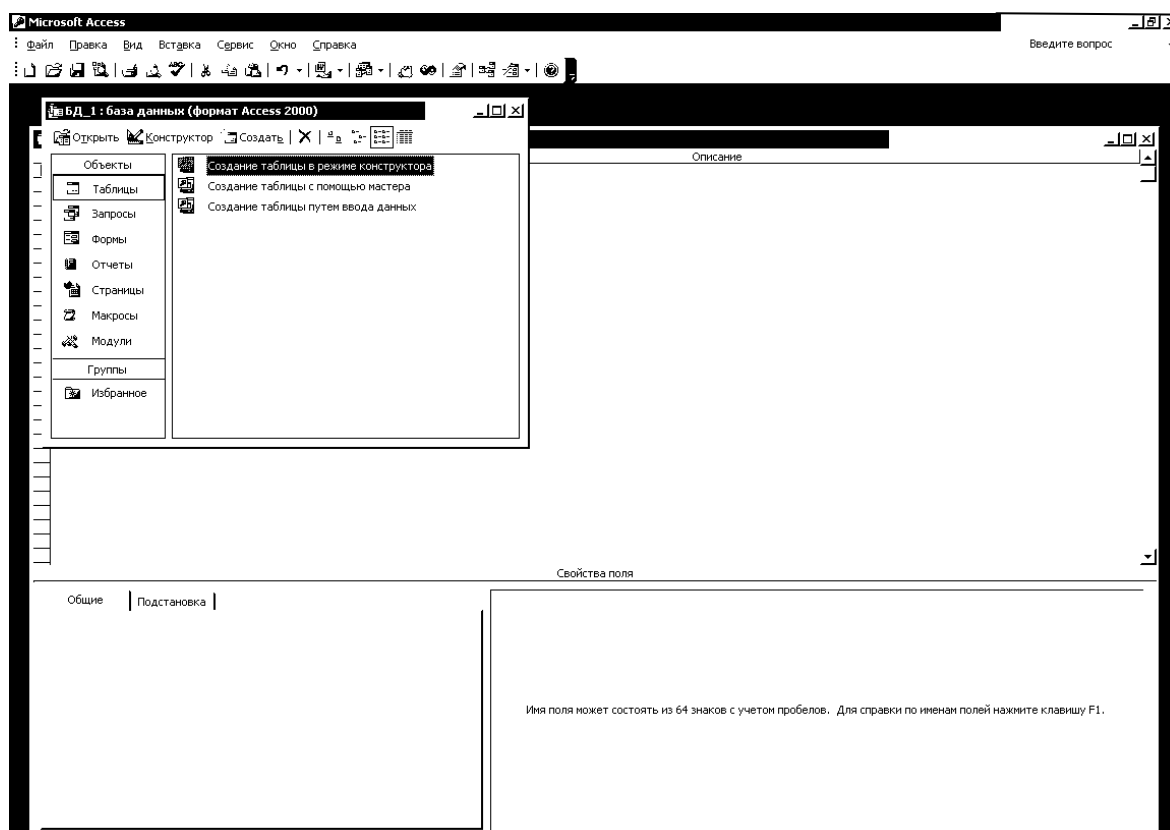 Microsoft Access
Файл Правка Вид Вставка Сервис Окно Справка Введите вопрос
БД_1 : база данных (формат Access 2000)
Открыть Конструктор Создать
Описание
Объекты
Таблицы
Запросы
Формы
Отчеты
Страницы
Макросы
Модули
Группы
Избранное
Создание таблицы в режиме конструктора
Создание таблицы с помощью мастера
Создание таблицы путем ввода данных
Свойства поля
Общие Подстановка
Имя поля может состоять из 64 знаков с учетом пробелов. Для справки по именам полей нажмите клавишу F1.